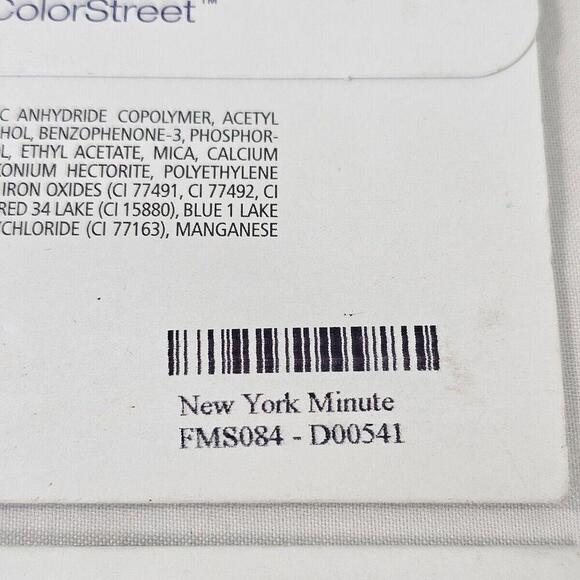 ColorStreet™
C ANHYDRIDE COPOLYMER, ACETYL
HOL, BENZOPHENONE-3, PHOSPHOR-
L, ETHYL ACETATE, MICA, CALCIUM
ONIUM HECTORITE, POLYETHYLENE
IRON OXIDES (CI 77491, CI 77492, CI
RED 34 LAKE (CI 15880), BLUE 1 LAKE
YCHLORIDE (CI 77163), MANGANESE
New York Minute
FMS084 - D00541